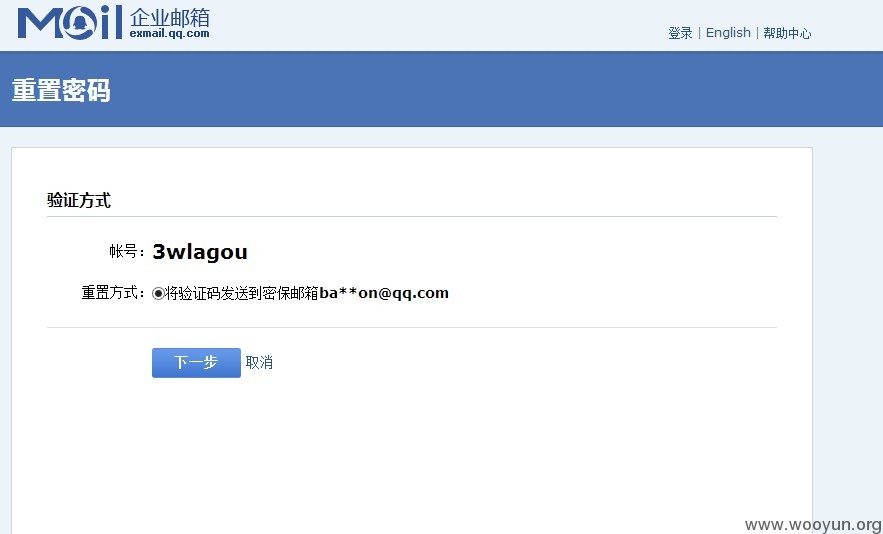 Mail 企业邮箱
exmail.qq.com
登录 | English | 帮助中心
重置密码
验证方式
帐号： 3wlagou
重置方式： 将验证码发送到密保邮箱ba**on@qq.com
下一步 取消
www.wooyun.org